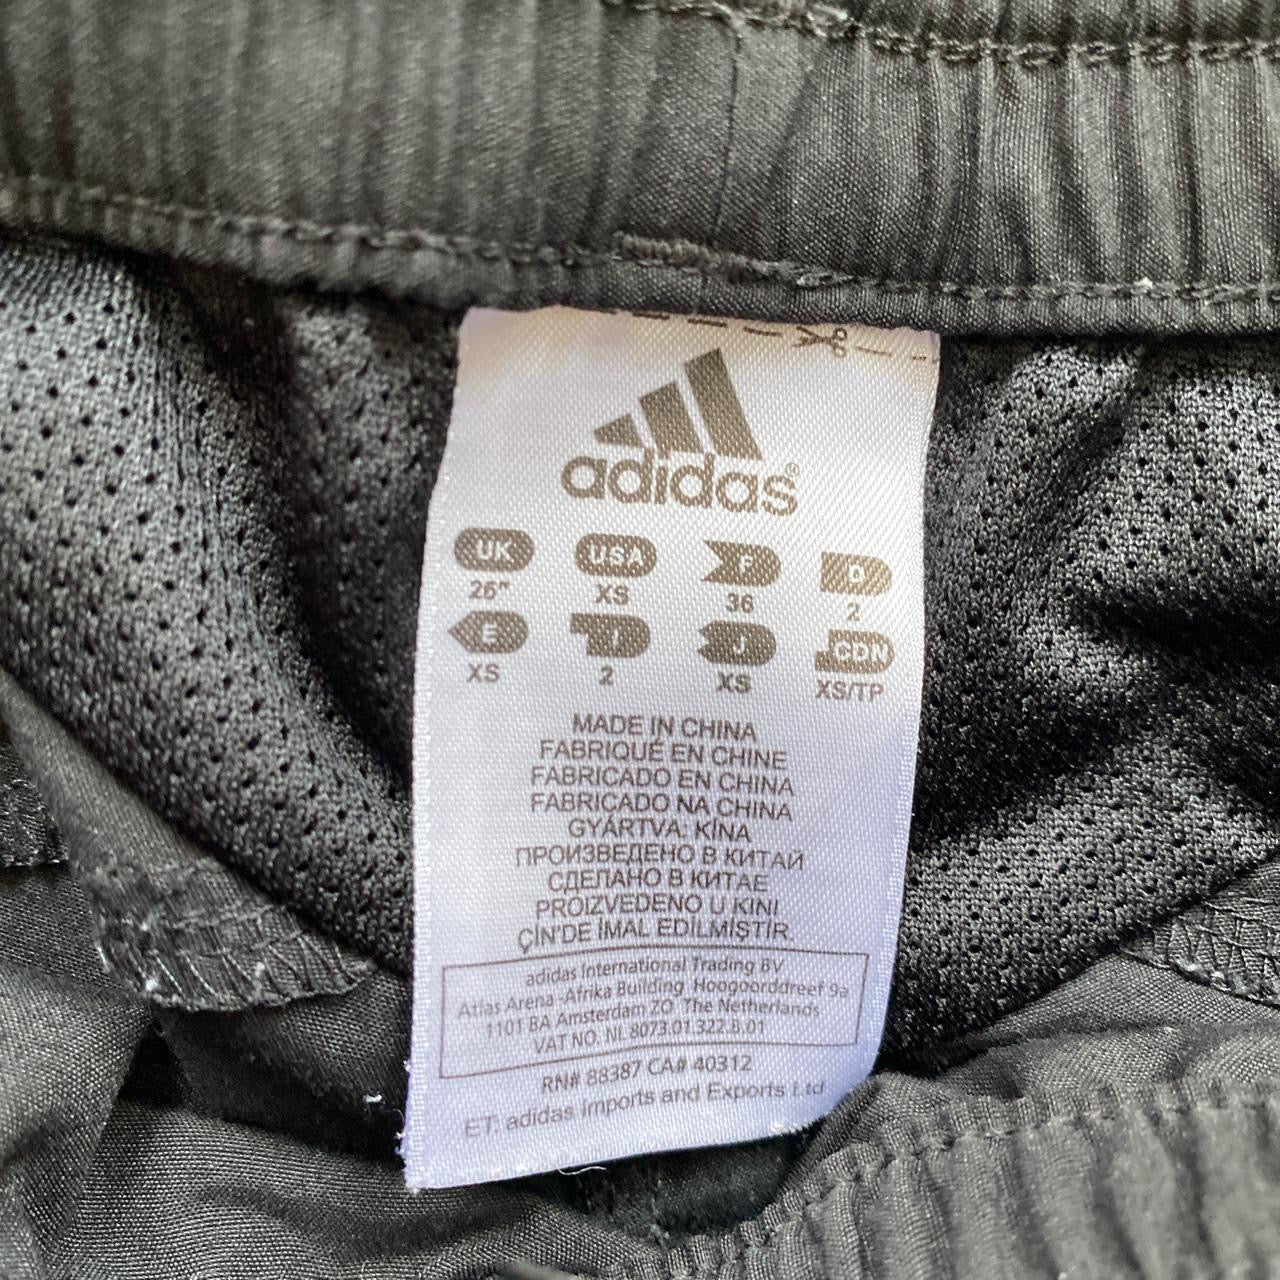 adidas®
UK USA F D
26" XS 36 2
E I J CDN
XS 2 XS XS/TP
MADE IN CHINA
FABRIQUÉ EN CHINE
FABRICADO EN CHINA
FABRICADO NA CHINA
GYÁRTVA: KÍNA
ПРОИЗВЕДЕНО В КИТАЙ
СДЕЛАНО В КИТАЕ
PROIZVEDENO U KINI
ÇİN'DE İMAL EDİLMİŞTİR
adidas International Trading BV
Atlas Arena -Afrika Building Hoogoorddreef 9a
1101 BA Amsterdam ZO The Netherlands
VAT NO. NL 8073.01.322.B.01
RN# 88387 CA# 40312
ET: adidas Imports and Exports Ltd